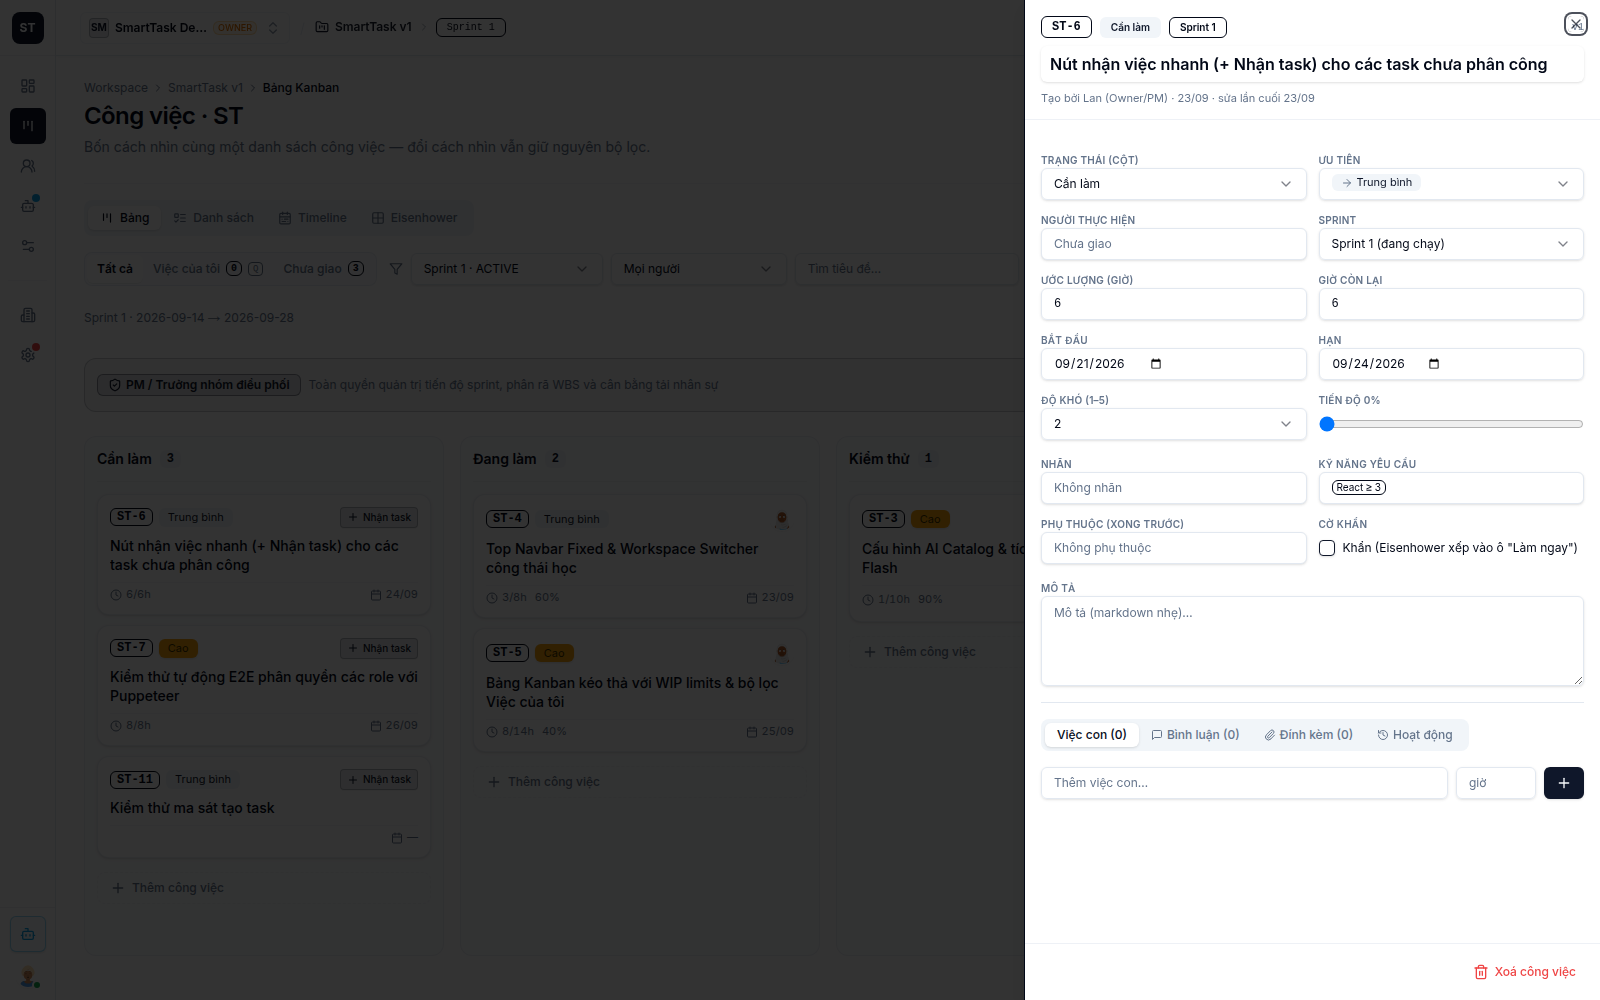 ST
SM SmartTask De... OWNER
SmartTask v1
Sprint 1
Workspace > SmartTask v1 > Bảng Kanban
Công việc · ST
Bốn cách nhìn cùng một danh sách công việc — đổi cách nhìn vẫn giữ nguyên bộ lọc.
Bảng
Danh sách
Timeline
Eisenhower
Tất cả
Việc của tôi 0 Q
Chưa giao 3
Sprint 1 · ACTIVE
Mọi người
Tìm tiêu đề...
Sprint 1 · 2026-09-14 → 2026-09-28
PM / Trưởng nhóm điều phối
Toàn quyền quản trị tiến độ sprint, phân rã WBS và cân bằng tải nhân sự
Cần làm 3
ST-6 Trung bình + Nhận task
Nút nhận việc nhanh (+ Nhận task) cho các
task chưa phân công
6/6h 24/09
ST-7 Cao + Nhận task
Kiểm thử tự động E2E phân quyền các role với
Puppeteer
8/8h 26/09
ST-11 Trung bình + Nhận task
Kiểm thử ma sát tạo task
—
+ Thêm công việc
Đang làm 2
ST-4 Trung bình
Top Navbar Fixed & Workspace Switcher
công thái học
3/8h 60% 23/09
ST-5 Cao
Bảng Kanban kéo thả với WIP limits & bộ lọc
Việc của tôi
8/14h 40% 25/09
+ Thêm công việc
Kiểm thử 1
ST-3 Cao
Cấu hình AI Catalog & tíc
Flash
1/10h 90%
+ Thêm công việc
ST-6 Cần làm Sprint 1
Nút nhận việc nhanh (+ Nhận task) cho các task chưa phân công
Tạo bởi Lan (Owner/PM) · 23/09 · sửa lần cuối 23/09
TRẠNG THÁI (CỘT)
Cần làm
ƯU TIÊN
→ Trung bình
NGƯỜI THỰC HIỆN
Chưa giao
SPRINT
Sprint 1 (đang chạy)
ƯỚC LƯỢNG (GIỜ)
6
GIỜ CÒN LẠI
6
BẮT ĐẦU
09/21/2026
HẠN
09/24/2026
ĐỘ KHÓ (1–5)
2
TIẾN ĐỘ 0%
NHÃN
Không nhãn
KỸ NĂNG YÊU CẦU
React ≥ 3
PHỤ THUỘC (XONG TRƯỚC)
Không phụ thuộc
CỜ KHẨN
Khẩn (Eisenhower xếp vào ô "Làm ngay")
MÔ TẢ
Mô tả (markdown nhẹ)...
Việc con (0)
Bình luận (0)
Đính kèm (0)
Hoạt động
Thêm việc con...
giờ
+
Xoá công việc